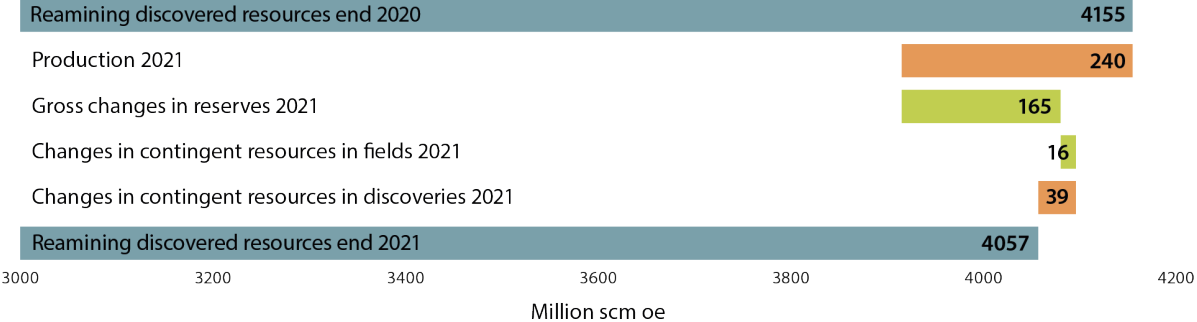 Reamining discovered resources end 2020 4155
Production 2021 240
Gross changes in reserves 2021 165
Changes in contingent resources in fields 2021 16
Changes in contingent resources in discoveries 2021 39
Reamining discovered resources end 2021 4057
3000 3200 3400 3600 3800 4000 4200
Million scm oe